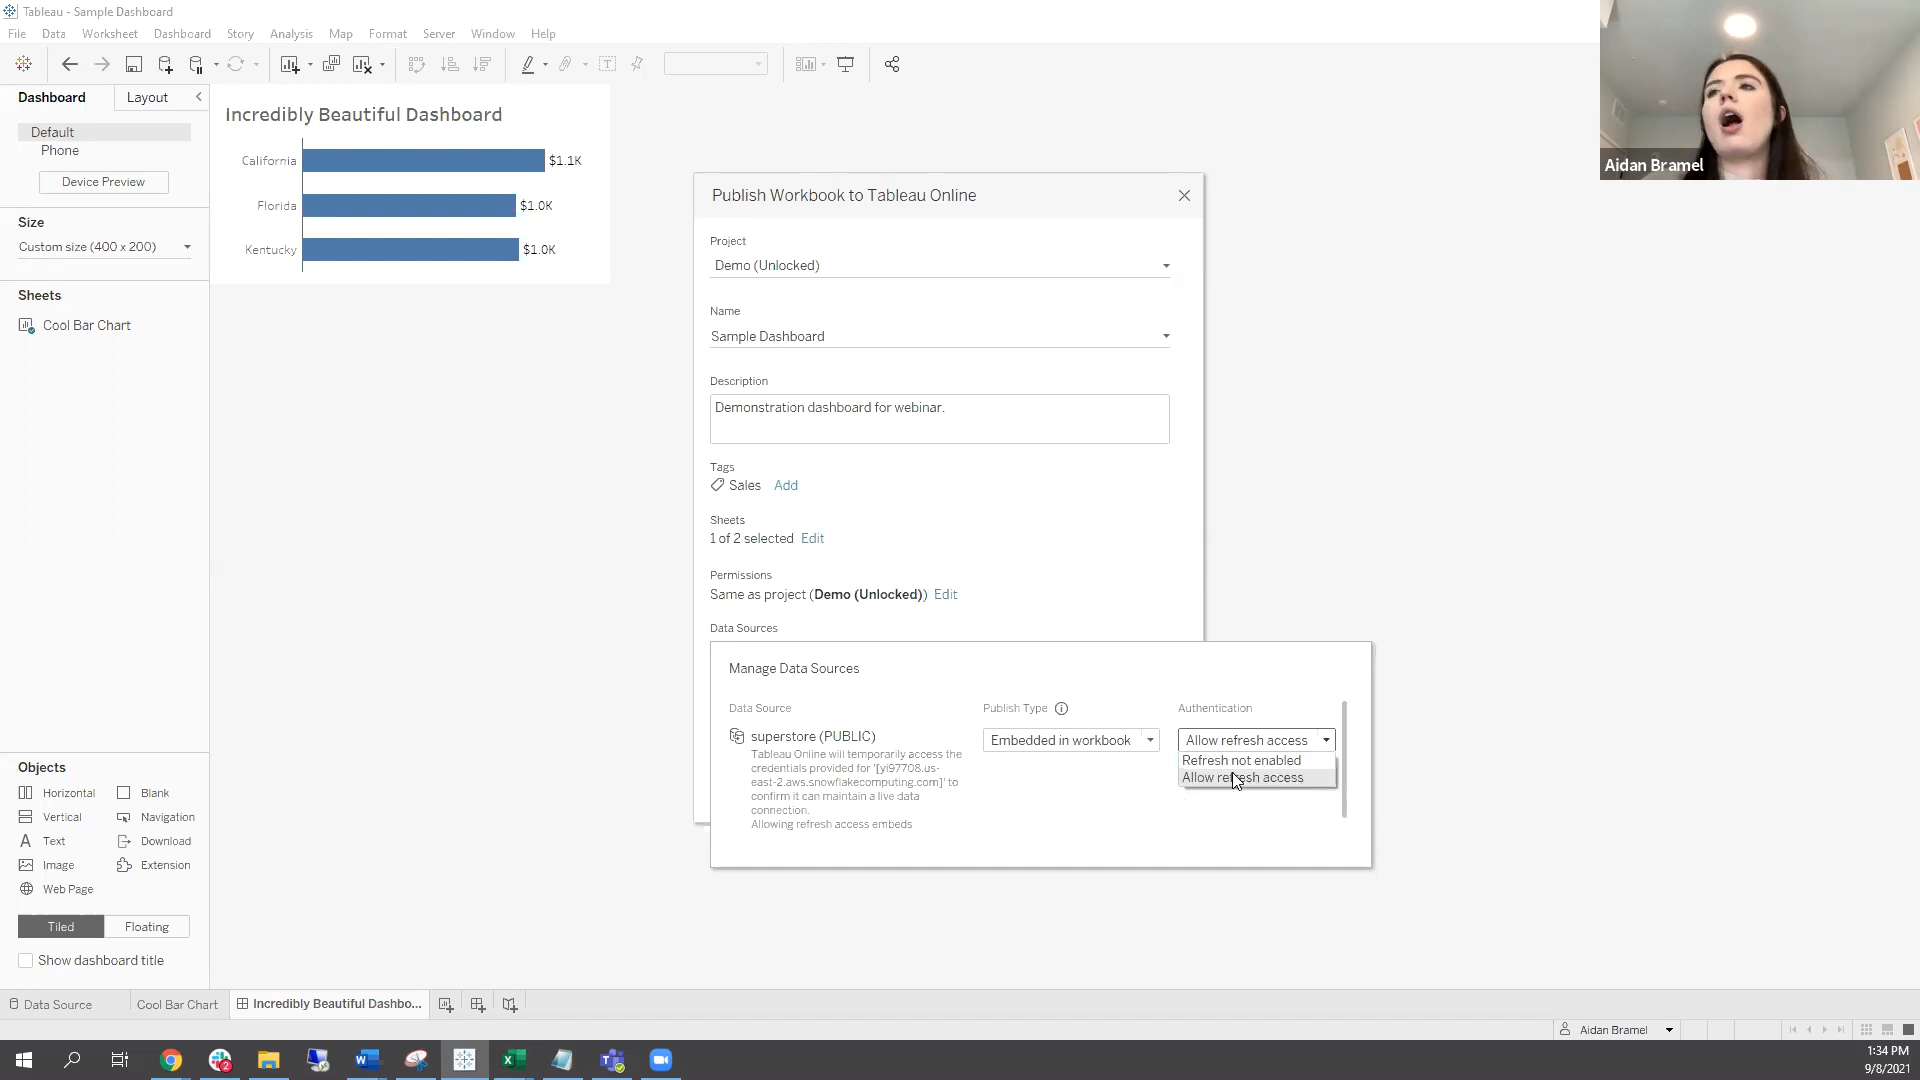 Tableau - Sample Dashboard
File Data Worksheet Dashboard Story Analysis Map Format Server Window Help
Dashboard Layout
Default
Phone
Device Preview
Size
Custom size (400 x 200)
Sheets
Cool Bar Chart
Objects
Horizontal Blank
Vertical Navigation
Text Download
Image Extension
Web Page
Tiled Floating
Show dashboard title
Incredibly Beautiful Dashboard
California $1.1K
Florida $1.0K
Kentucky $1.0K
Publish Workbook to Tableau Online
Project
Demo (Unlocked)
Name
Sample Dashboard
Description
Demonstration dashboard for webinar.
Tags
Sales Add
Sheets
1 of 2 selected Edit
Permissions
Same as project (Demo (Unlocked)) Edit
Data Sources
Manage Data Sources
Data Source Publish Type Authentication
superstore (PUBLIC) Embedded in workbook Allow refresh access
Tableau Online will temporarily access the
credentials provided for '[yi97708.us-
east-2.aws.snowflakecomputing.com]' to
confirm it can maintain a live data
connection.
Allowing refresh access embeds
Refresh not enabled
Allow refresh access
Aidan Bramel
Data Source Cool Bar Chart Incredibly Beautiful Dashbo...
Aidan Bramel
2
1:34 PM
9/8/2021